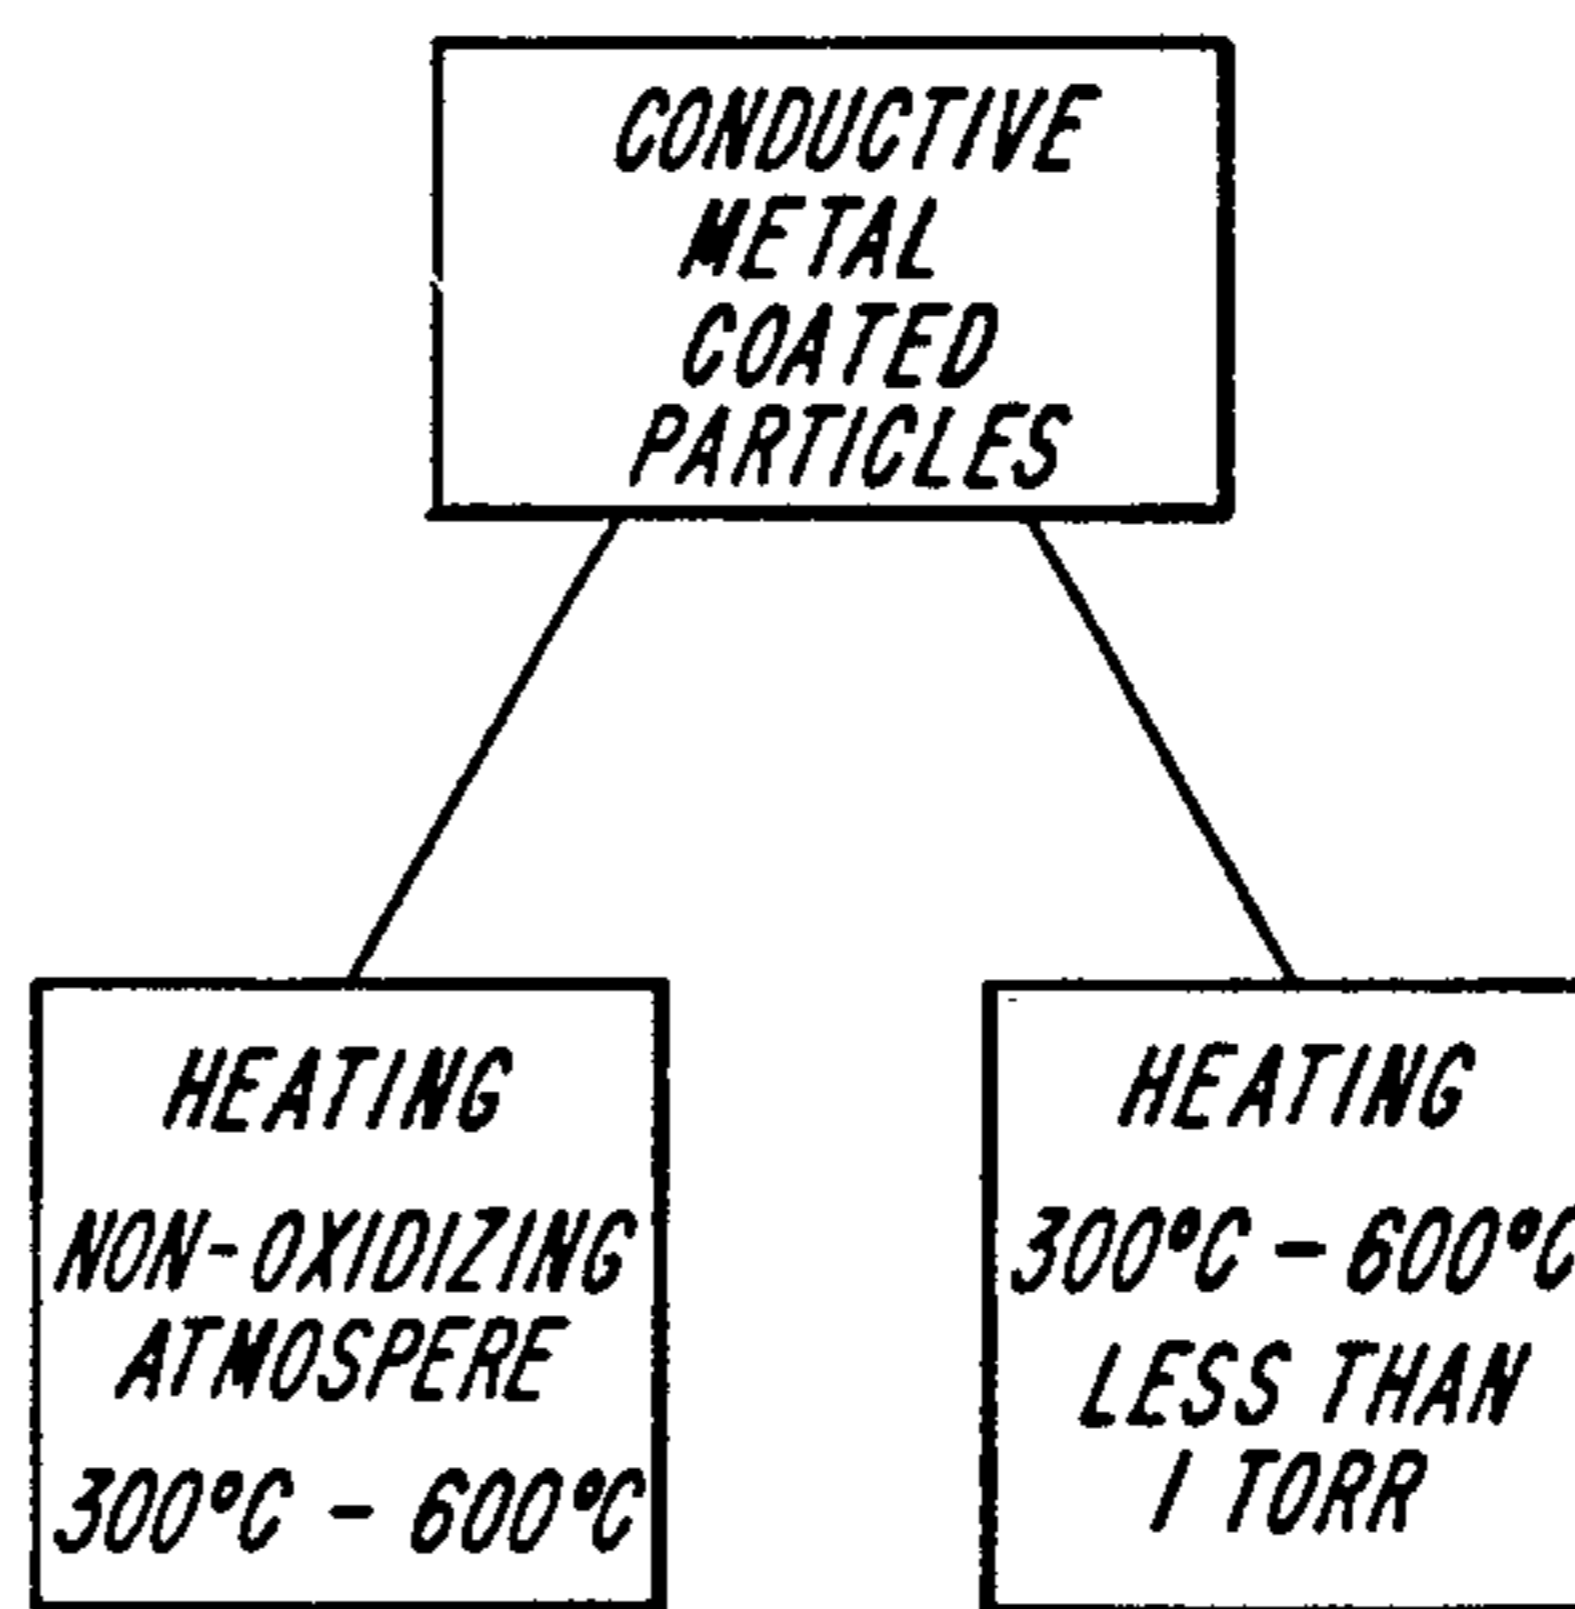 CONDUCTIVE
METAL
COATED
PARTICLES
HEATING
NON-OXIDIZING
ATMOSPERE
300°C - 600°C
HEATING
300°C - 600°C
LESS THAN
1 TORR